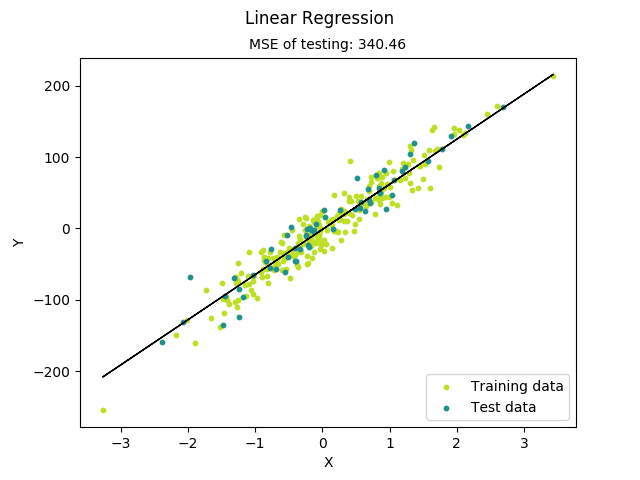 Linear Regression
MSE of testing: 340.46
200
100
0
−100
−200
Y
−3
−2
−1
0
1
2
3
X
Training data
Test data